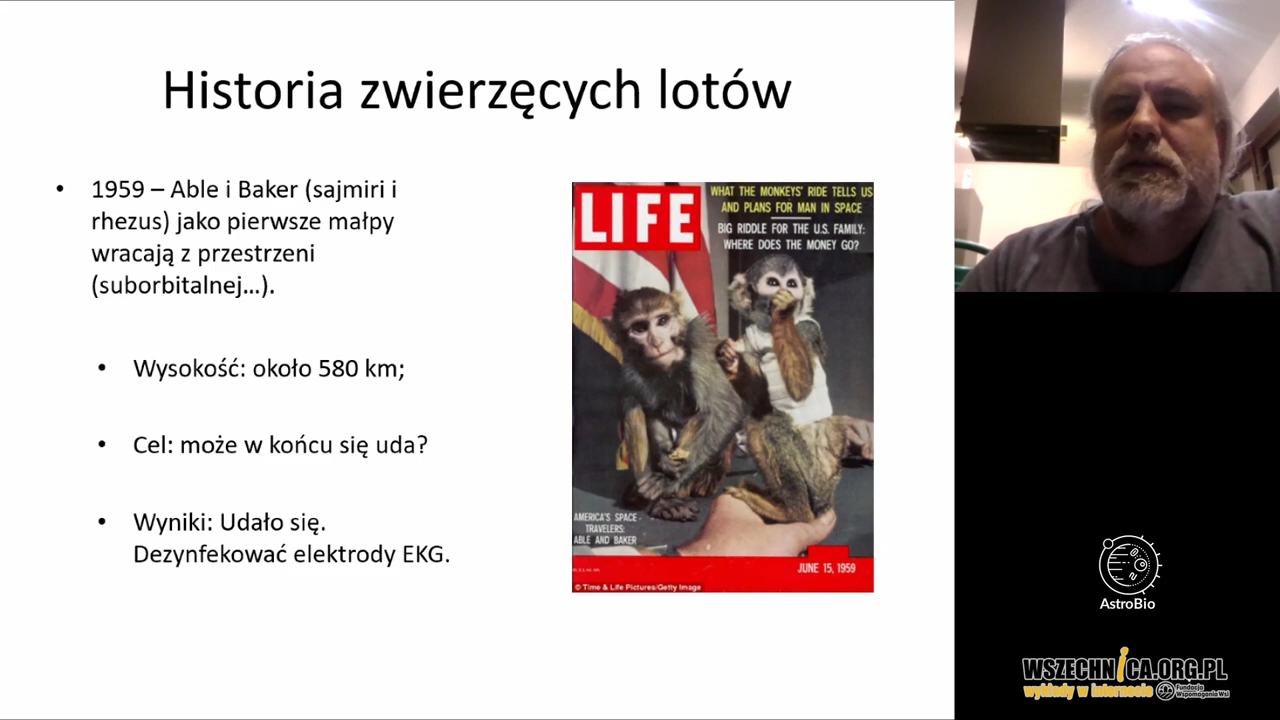 Historia zwierzęcych lotów
• 1959 – Able i Baker (sajmiri i
rhezus) jako pierwsze małpy
wracają z przestrzeni
(suborbitalnej…).
• Wysokość: około 580 km;
• Cel: może w końcu się uda?
• Wyniki: Udało się.
Dezynfekować elektrody EKG.
LIFE
WHAT THE MONKEYS' RIDE TELLS US
AND PLANS FOR MAN IN SPACE
BIG RIDDLE FOR THE U.S. FAMILY:
WHERE DOES THE MONEY GO?
AMERICA'S SPACE
TRAVELERS:
ABLE AND BAKER
JUNE 15, 1959
© Time & Life Pictures/Getty Image
AstroBio
WSZECHNICA.ORG.PL
wykłady w internecie
Fundacja
Wspomagania Wsi